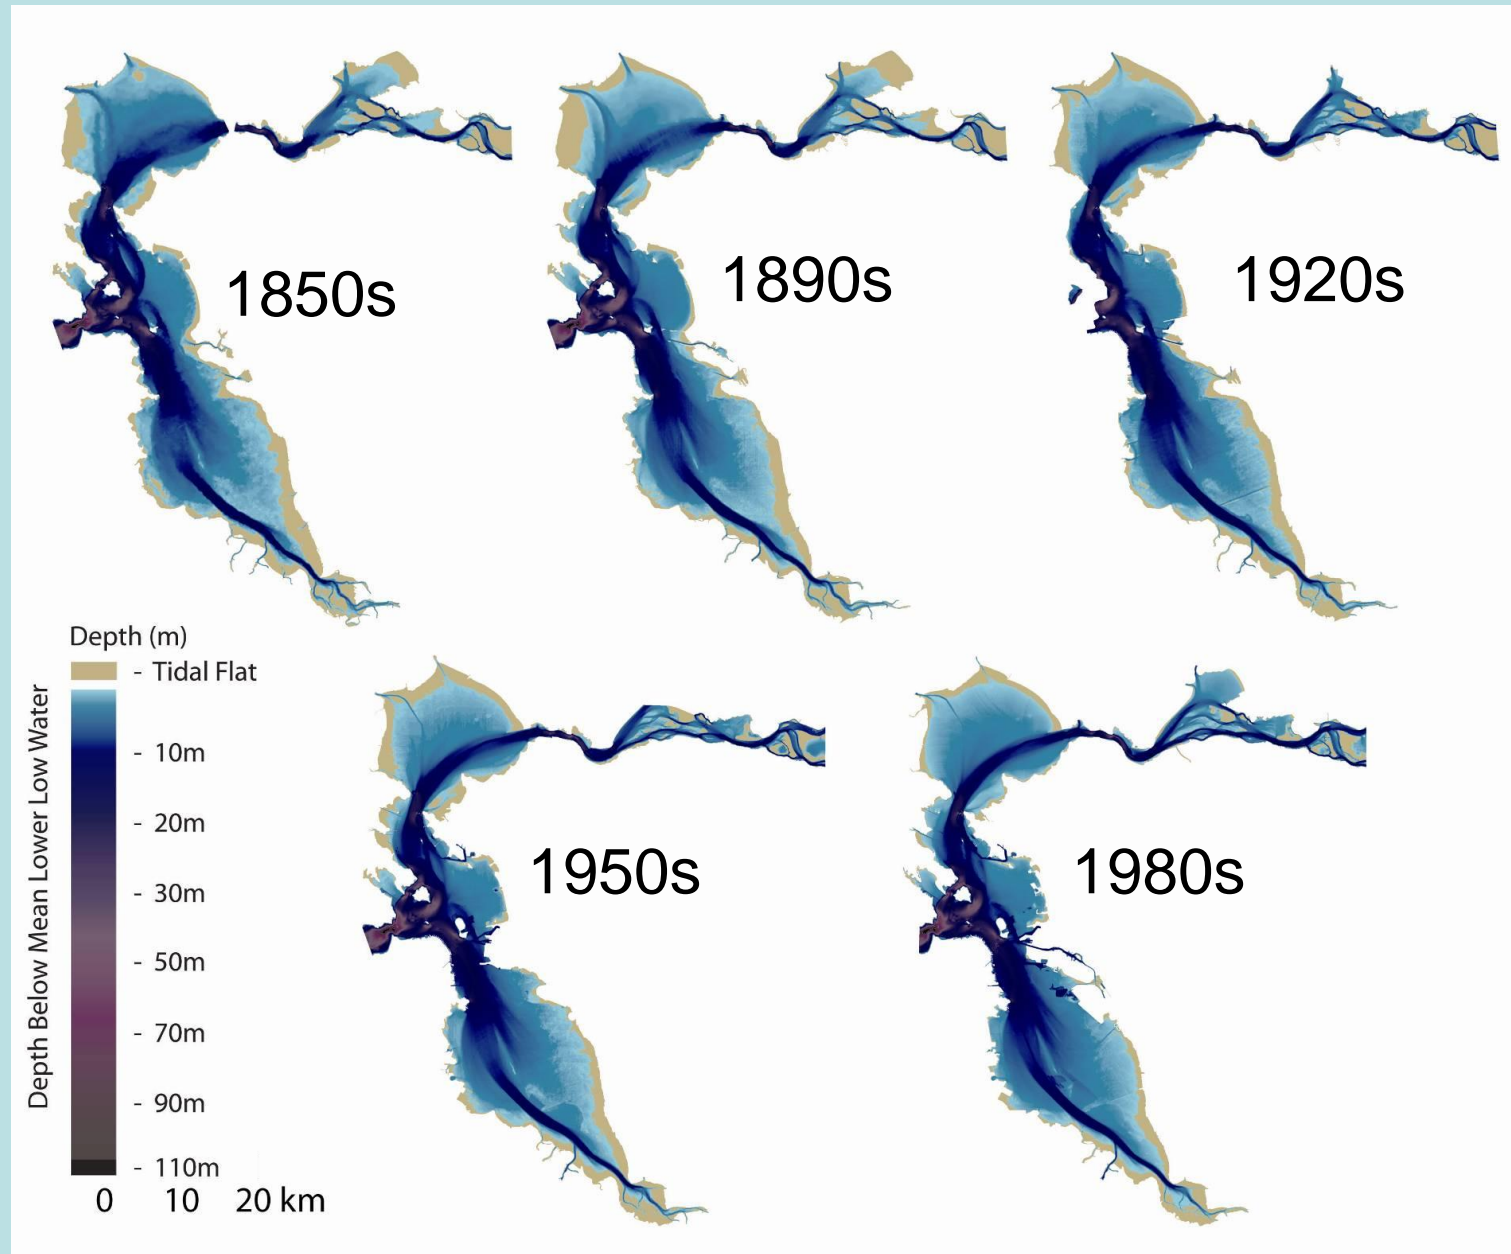 1850s
1890s
1920s
Depth (m)
- Tidal Flat
Depth Below Mean Lower Low Water
- 10m
- 20m
- 30m
- 50m
- 70m
- 90m
- 110m
0 10 20 km
1950s
1980s